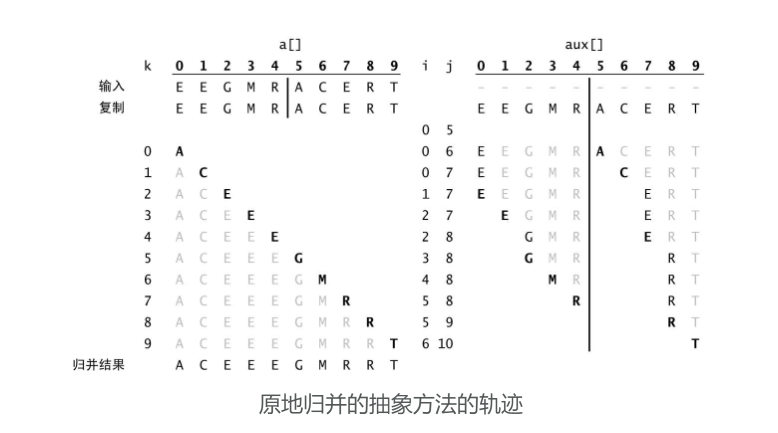 a[] aux[]
k 0 1 2 3 4 5 6 7 8 9 i j 0 1 2 3 4 5 6 7 8 9
输入 E E G M R A C E R T - - - - - - - - - -
复制 E E G M R A C E R T E E G M R A C E R T
0 5
0 A 0 6 E E G M R A C E R T
1 A C 0 7 E E G M R C E R T
2 A C E 1 7 E E G M R E R T
3 A C E E 2 7 E G M R E R T
4 A C E E E 2 8 G M R E R T
5 A C E E E G 3 8 G M R R T
6 A C E E E G M 4 8 M R R T
7 A C E E E G M R 5 8 R R T
8 A C E E E G M R R 5 9 R T
9 A C E E E G M R R T 6 10 T
归并结果 A C E E E G M R R T
原地归并的抽象方法的轨迹